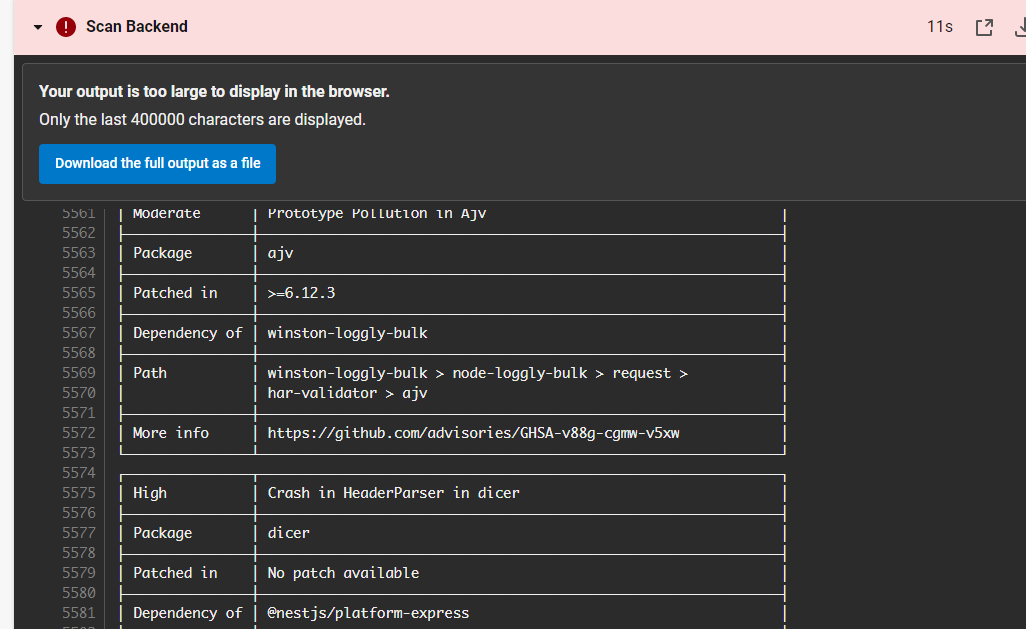 Scan Backend 11s
Your output is too large to display in the browser.
Only the last 400000 characters are displayed.
Download the full output as a file
5561 | Moderate | Prototype Pollution in Ajv |
5562
5563 | Package | ajv |
5564
5565 | Patched in | >=6.12.3 |
5566
5567 | Dependency of | winston-loggly-bulk |
5568
5569 | Path | winston-loggly-bulk > node-loggly-bulk > request > |
5570 | | har-validator > ajv |
5571
5572 | More info | https://github.com/advisories/GHSA-v88g-cgmw-v5xw |
5573
5574
5575 | High | Crash in HeaderParser in dicer |
5576
5577 | Package | dicer |
5578
5579 | Patched in | No patch available |
5580
5581 | Dependency of | @nestjs/platform-express |